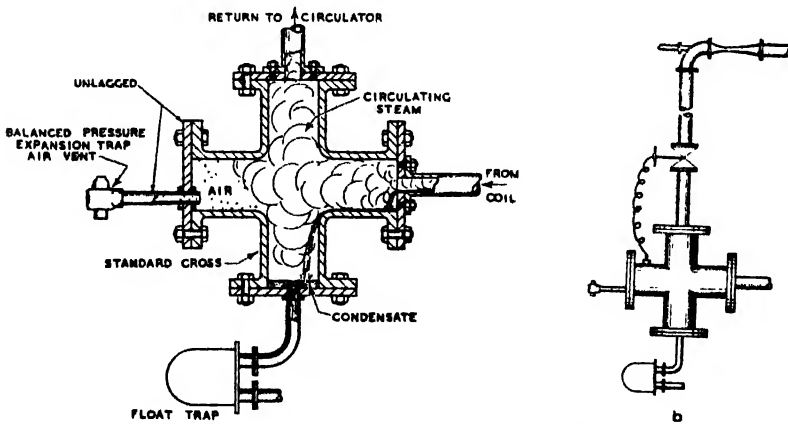 RETURN TO CIRCULATOR
UNLAGGED
CIRCULATING
STEAM
BALANCED PRESSURE
EXPANSION TRAP
AIR VENT
AIR
FROM
COIL
STANDARD CROSS
CONDENSATE
FLOAT TRAP
b